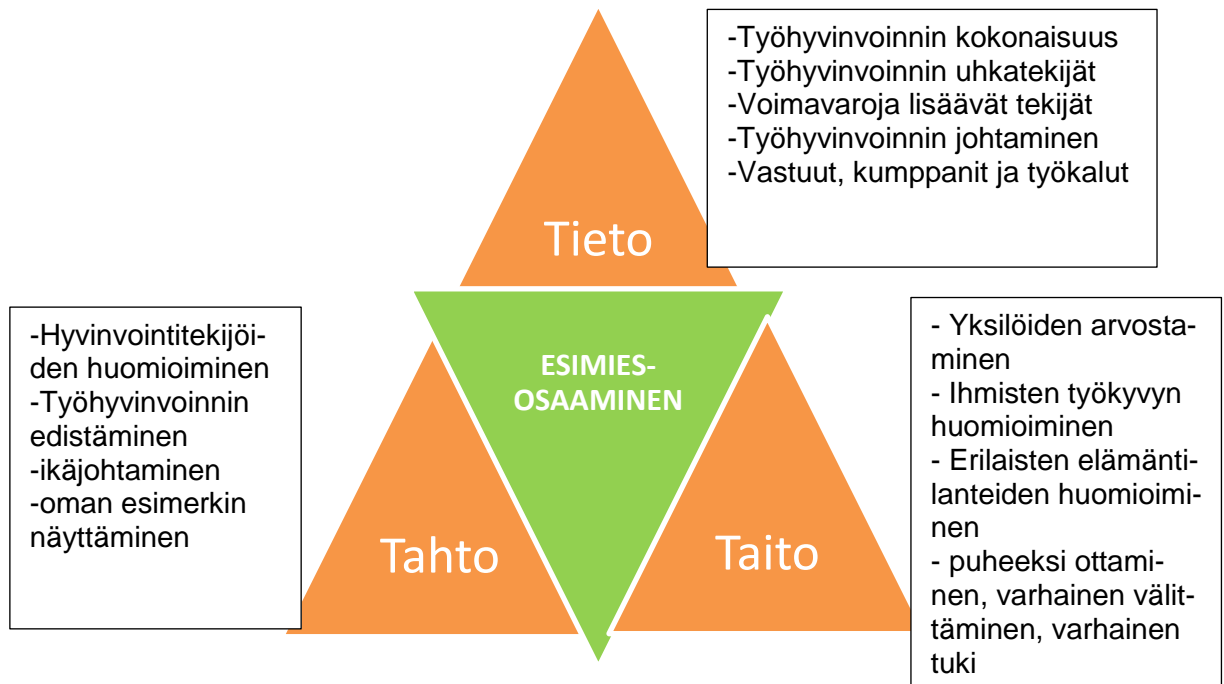 -Työhyvinvoinnin kokonaisuus
-Työhyvinvoinnin uhkatekijät
-Voimavaroja lisäävät tekijät
-Työhyvinvoinnin johtaminen
-Vastuut, kumppanit ja työkalut
Tieto
-Hyvinvointitekijöi-
den huomioiminen
-Työhyvinvoinnin
edistäminen
-ikäjohtaminen
-oman esimerkin
näyttäminen
ESIMIES-
OSAAMINEN
- Yksilöiden arvosta-
minen
- Ihmisten työkyvyn
huomioiminen
- Erilaisten elämänti-
lanteiden huomioimi-
nen
- puheeksi ottami-
nen, varhainen välit-
täminen, varhainen
tuki
Tahto
Taito